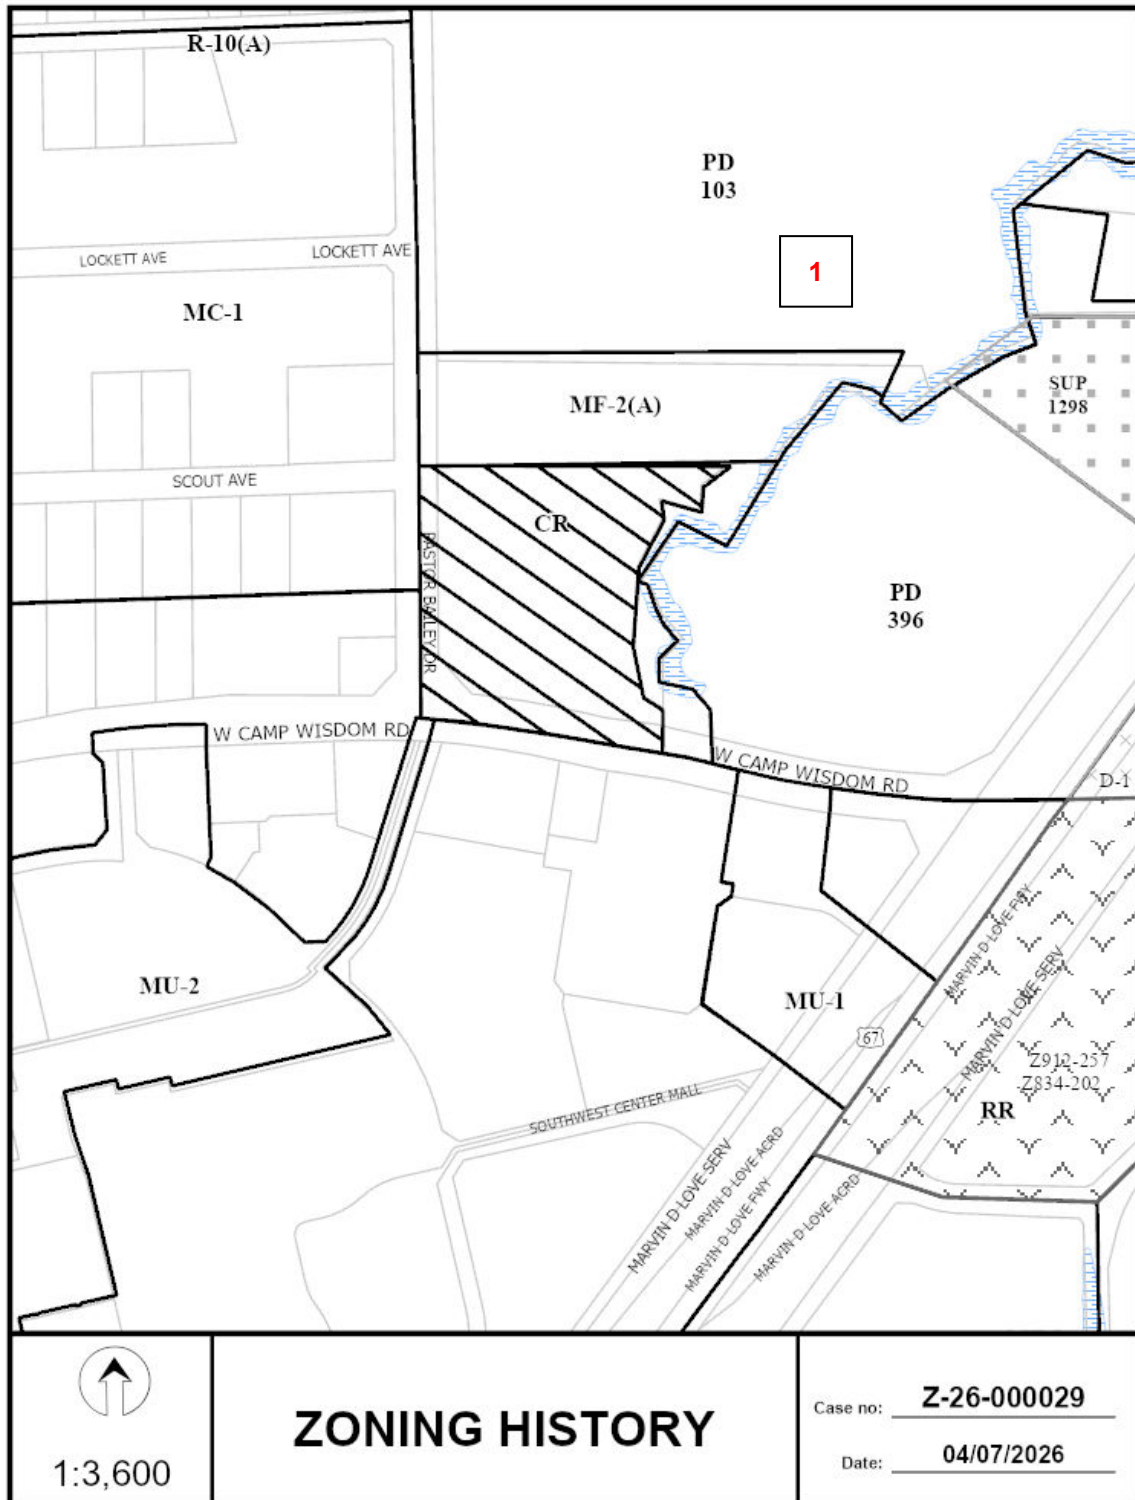 R-10(A)
PD
103
LOCKETT AVE
LOCKETT AVE
1
MC-1
SUP
1298
MF-2(A)
SCOUT AVE
CR
PASTOR BAILEY DR
PD
396
W CAMP WISDOM RD
W CAMP WISDOM RD
D-1
MARVIN D LOVE FWY
MU-2
MU-1
67
MARVIN D LOVE SERV
Z912-257
Z834-202
RR
SOUTHWEST CENTER MALL
MARVIN D LOVE SERV
MARVIN D LOVE ACRD
MARVIN D LOVE FWY
MARVIN D LOVE ACRD
1:3,600
ZONING HISTORY
Case no: Z-26-000029
Date: 04/07/2026